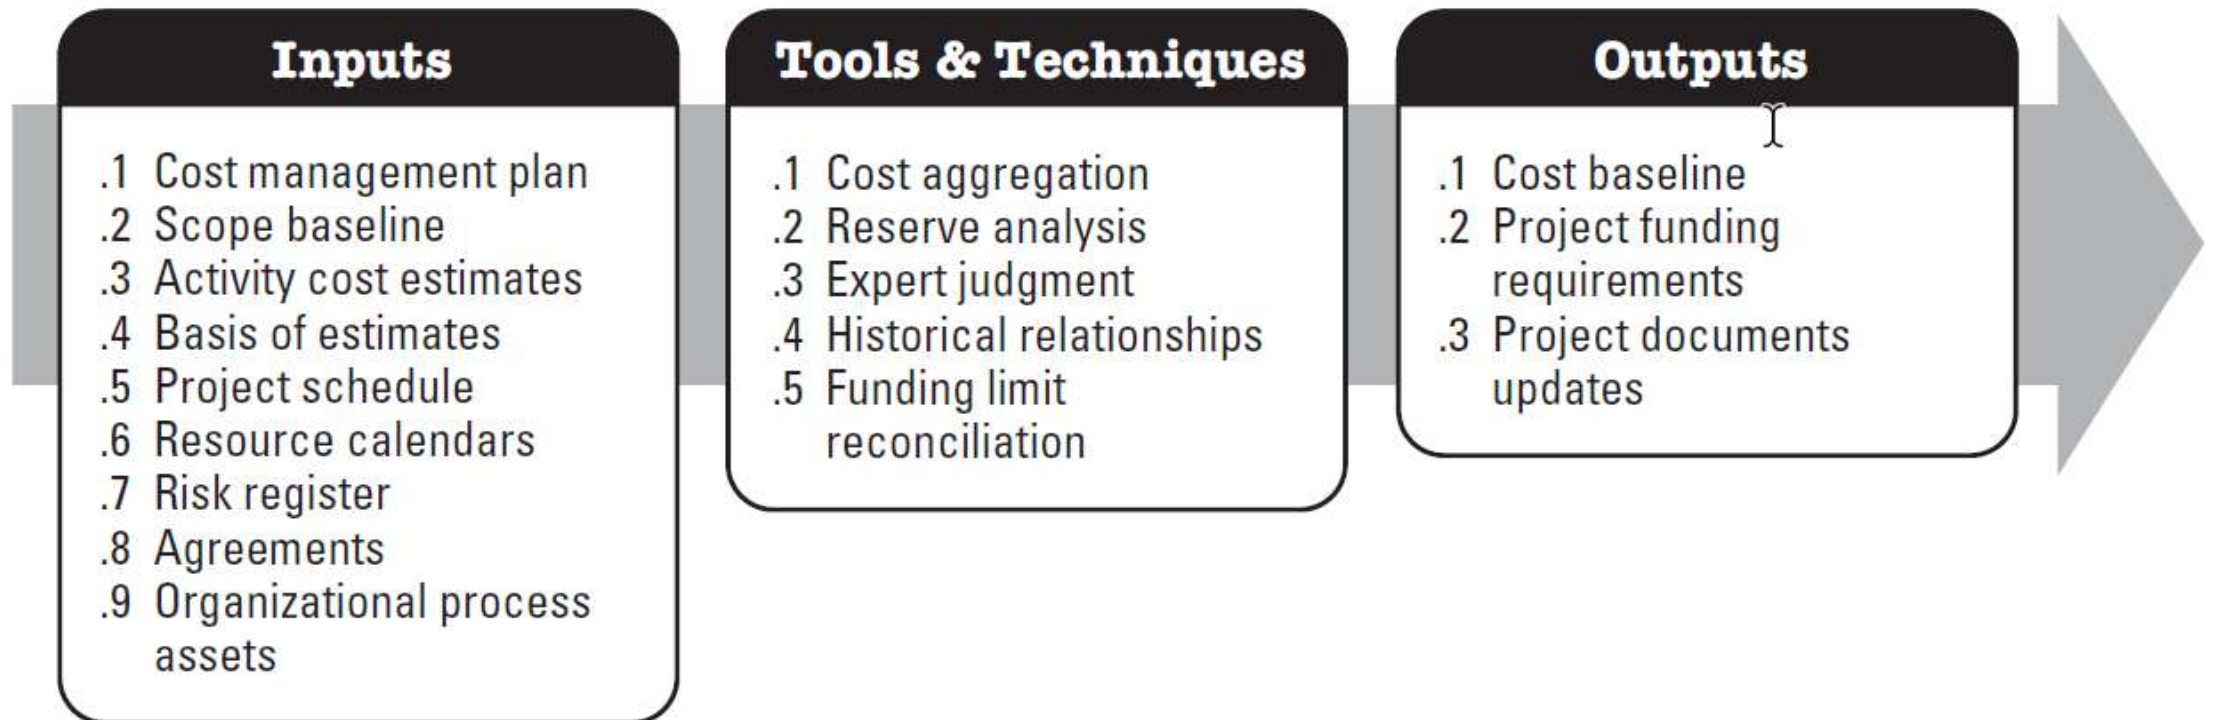 Inputs
.1 Cost management plan
.2 Scope baseline
.3 Activity cost estimates
.4 Basis of estimates
.5 Project schedule
.6 Resource calendars
.7 Risk register
.8 Agreements
.9 Organizational process
assets
Tools & Techniques
.1 Cost aggregation
.2 Reserve analysis
.3 Expert judgment
.4 Historical relationships
.5 Funding limit
reconciliation
Outputs
.1 Cost baseline
.2 Project funding
requirements
.3 Project documents
updates